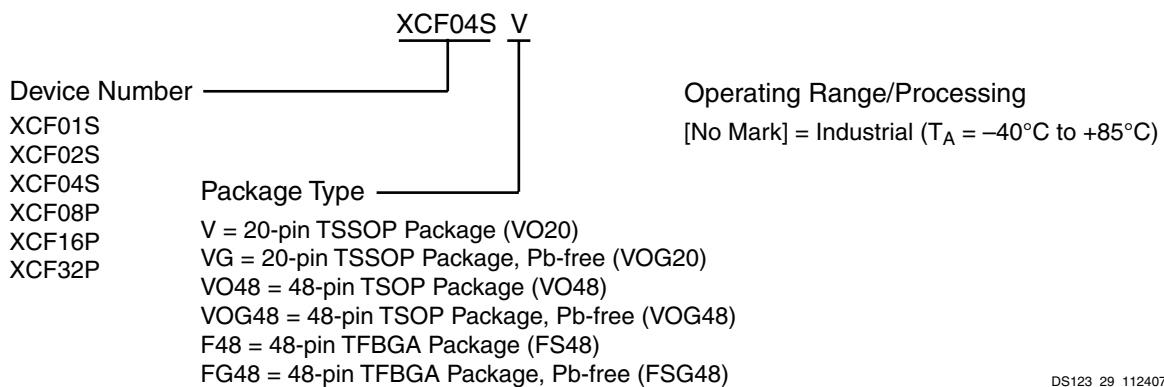 XCF04S V
Device Number
XCF01S
XCF02S
XCF04S
XCF08P
XCF16P
XCF32P
Package Type
V = 20-pin TSSOP Package (VO20)
VG = 20-pin TSSOP Package, Pb-free (VOG20)
VO48 = 48-pin TSOP Package (VO48)
VOG48 = 48-pin TSOP Package, Pb-free (VOG48)
F48 = 48-pin TFBGA Package (FS48)
FG48 = 48-pin TFBGA Package, Pb-free (FSG48)
Operating Range/Processing
[No Mark] = Industrial (TA = –40°C to +85°C)
DS123_29_112407